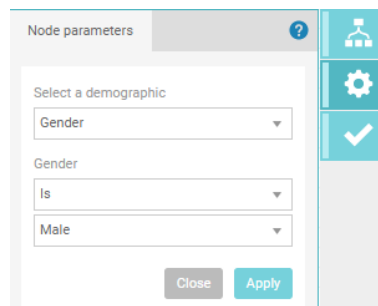 Node parameters
?
Select a demographic
Gender
Gender
Is
Male
Close Apply